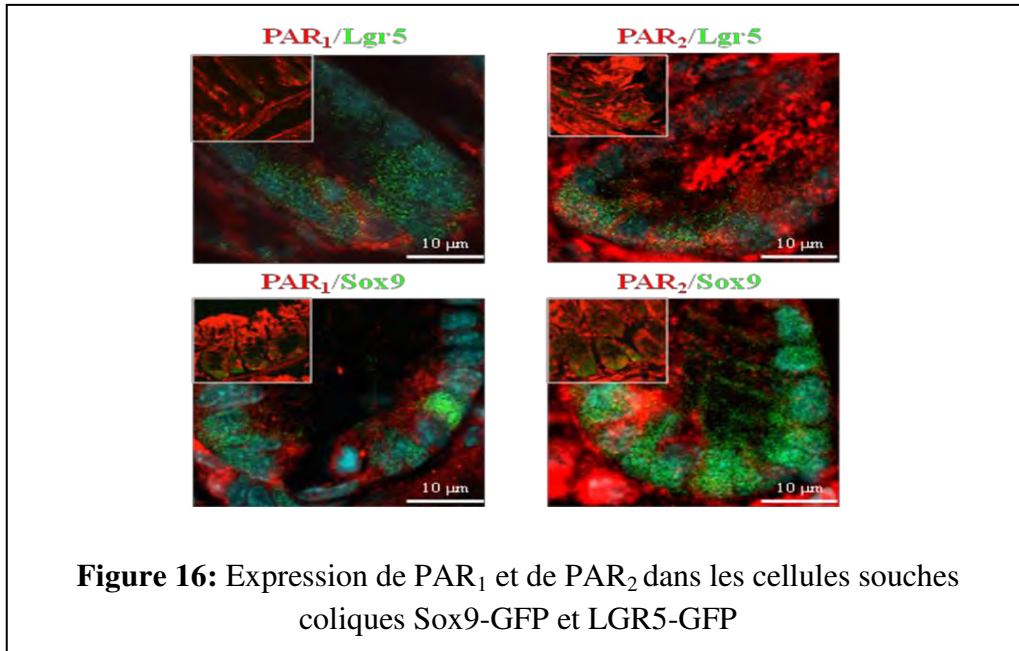 PAR₁/Lgr5 PAR₂/Lgr5
10 µm 10 µm
PAR₁/Sox9 PAR₂/Sox9
10 µm 10 µm
Figure 16: Expression de PAR₁ et de PAR₂ dans les cellules souches
coliques Sox9-GFP et LGR5-GFP